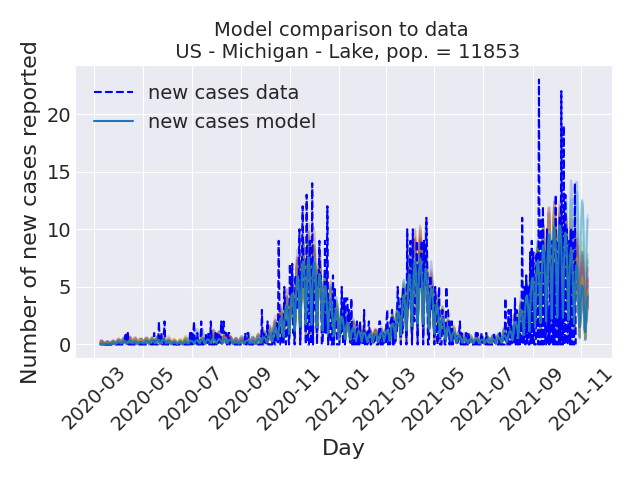 Model comparison to data
US - Michigan - Lake, pop. = 11853
new cases data
new cases model
Number of new cases reported
20
15
10
5
0
2020-03
2020-05
2020-07
2020-09
2020-11
2021-01
2021-03
2021-05
2021-07
2021-09
2021-11
Day